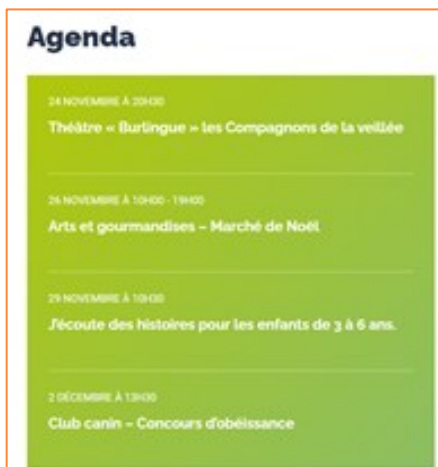 Agenda
24 NOVEMBRE À 20H30
Théâtre « Burlingue » les Compagnons de la veillée
26 NOVEMBRE À 10H00 - 19H00
Arts et gourmandises – Marché de Noël
29 NOVEMBRE À 10H30
J'écoute des histoires pour les enfants de 3 à 6 ans.
2 DÉCEMBRE À 13H30
Club canin – Concours d'obéissance